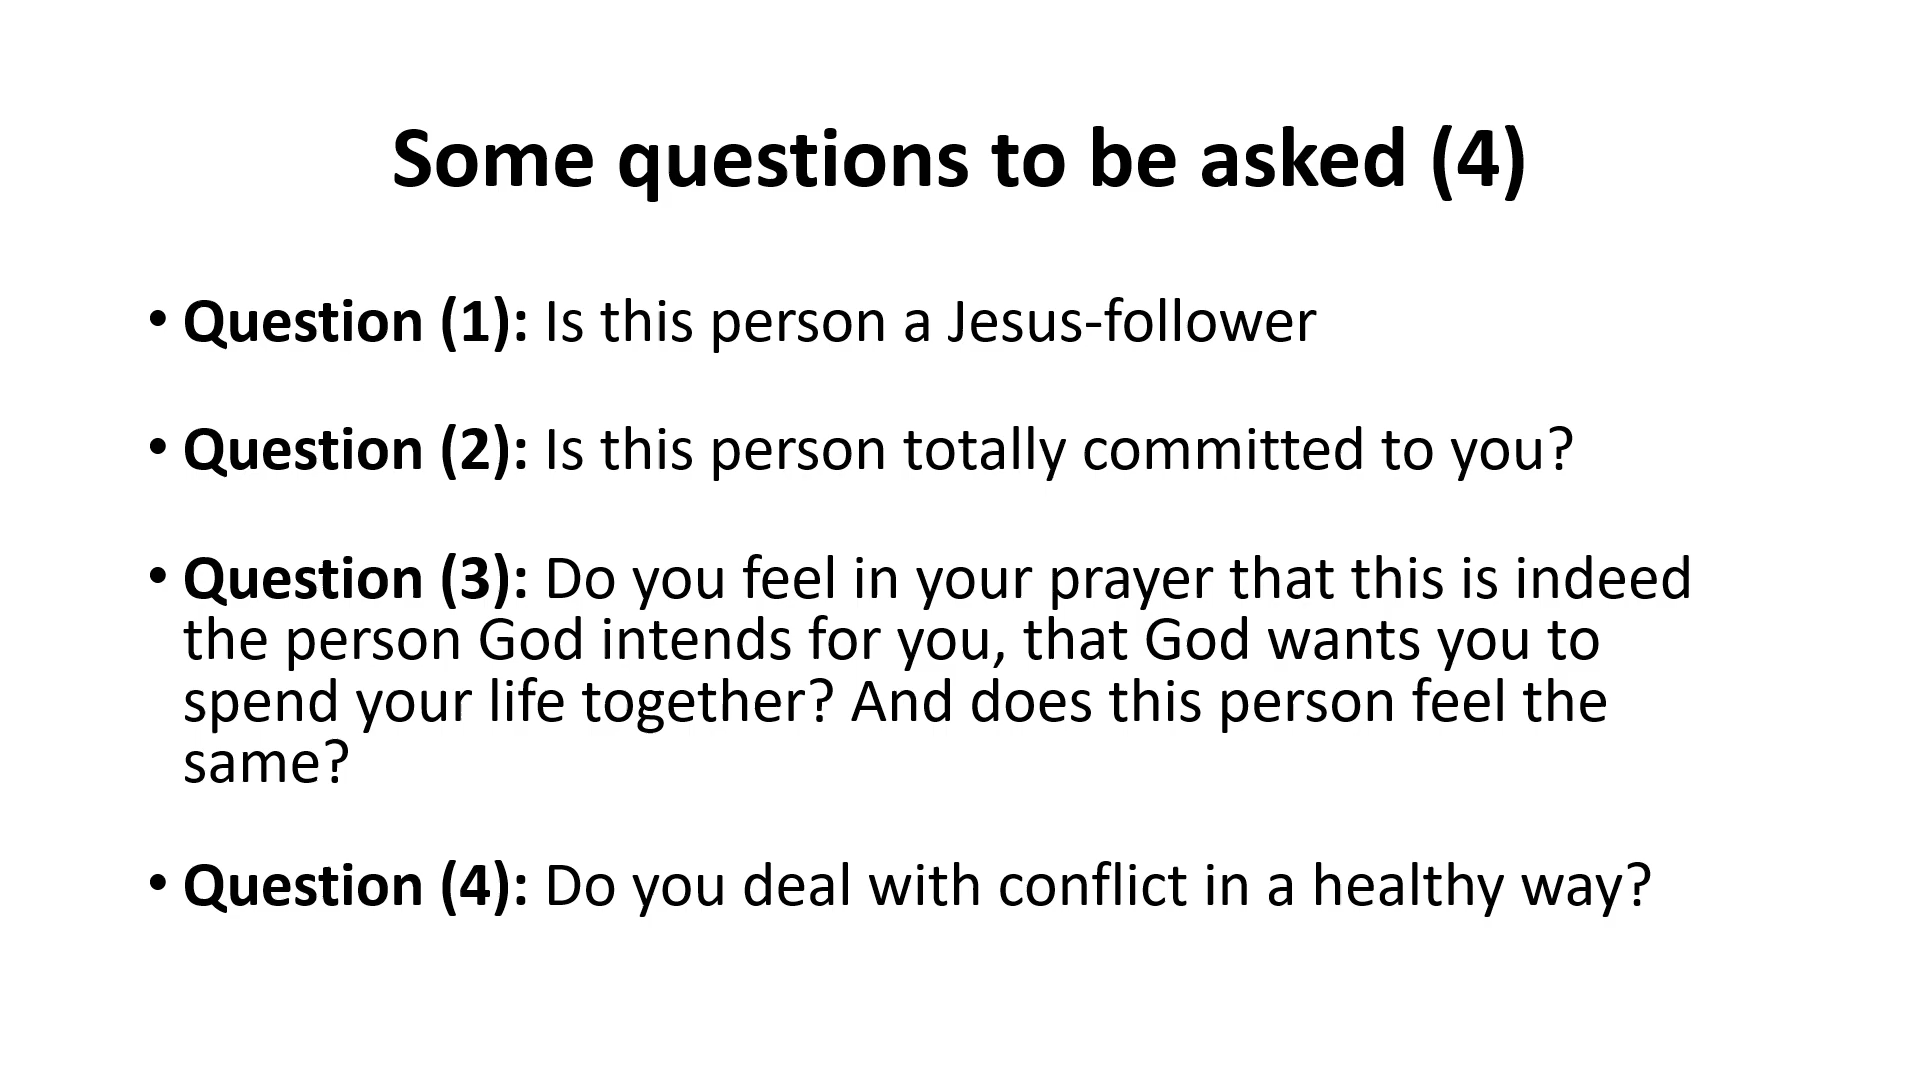 Some questions to be asked (4)
• Question (1): Is this person a Jesus-follower
• Question (2): Is this person totally committed to you?
• Question (3): Do you feel in your prayer that this is indeed
the person God intends for you, that God wants you to
spend your life together? And does this person feel the
same?
• Question (4): Do you deal with conflict in a healthy way?